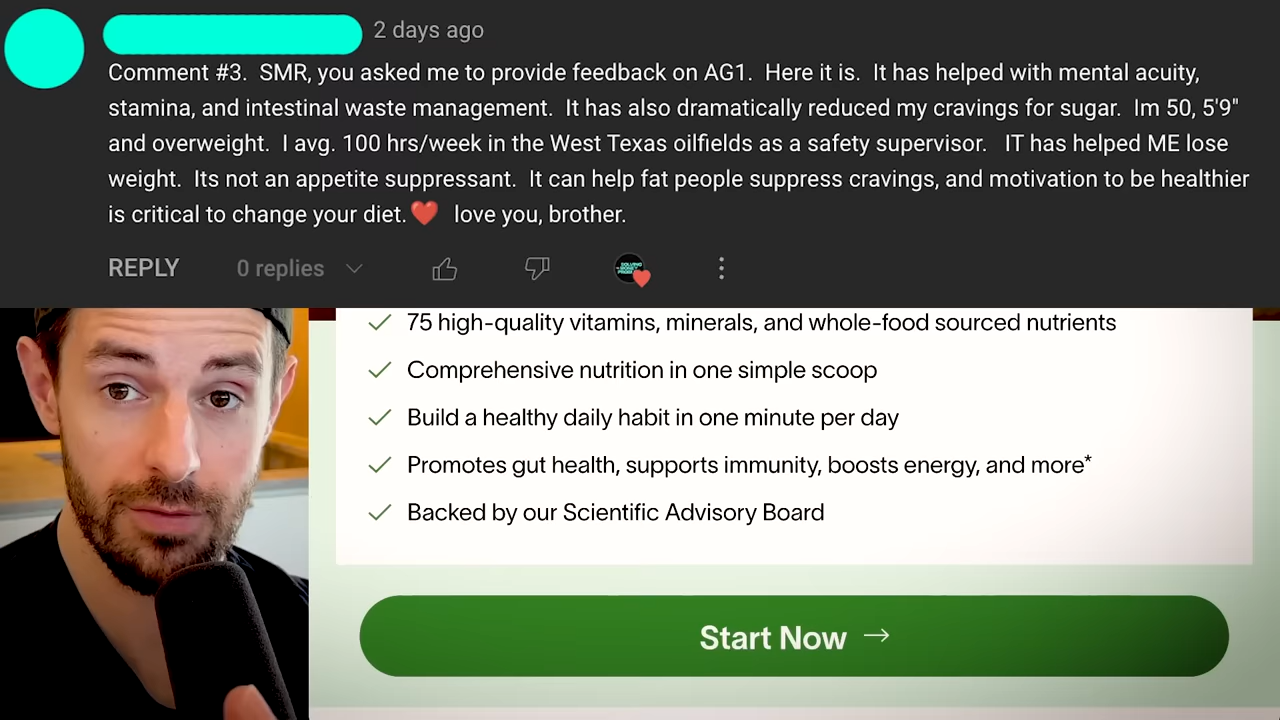 2 days ago
Comment #3. SMR, you asked me to provide feedback on AG1. Here it is. It has helped with mental acuity,
stamina, and intestinal waste management. It has also dramatically reduced my cravings for sugar. Im 50, 5'9"
and overweight. I avg. 100 hrs/week in the West Texas oilfields as a safety supervisor. IT has helped ME lose
weight. Its not an appetite suppressant. It can help fat people suppress cravings, and motivation to be healthier
is critical to change your diet.❤️ love you, brother.
REPLY 0 replies
75 high-quality vitamins, minerals, and whole-food sourced nutrients
Comprehensive nutrition in one simple scoop
Build a healthy daily habit in one minute per day
Promotes gut health, supports immunity, boosts energy, and more*
Backed by our Scientific Advisory Board
Start Now →